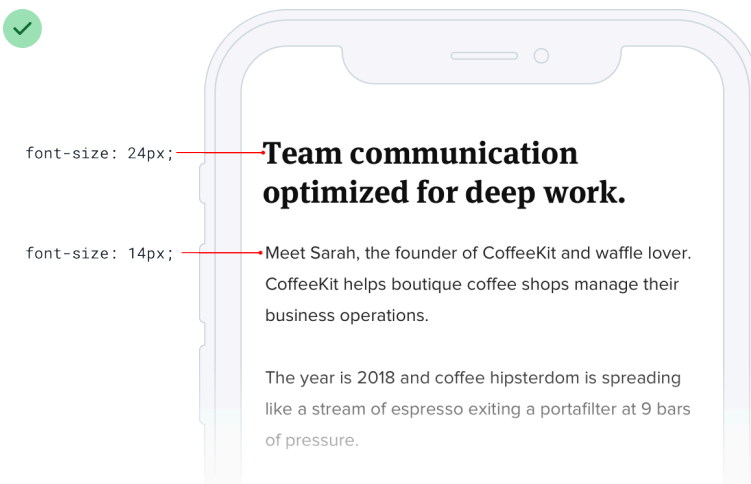 font-size: 24px;
Team communication
optimized for deep work.
font-size: 14px;
Meet Sarah, the founder of CoffeeKit and waffle lover.
CoffeeKit helps boutique coffee shops manage their
business operations.
The year is 2018 and coffee hipsterdom is spreading
like a stream of espresso exiting a portafilter at 9 bars
of pressure.